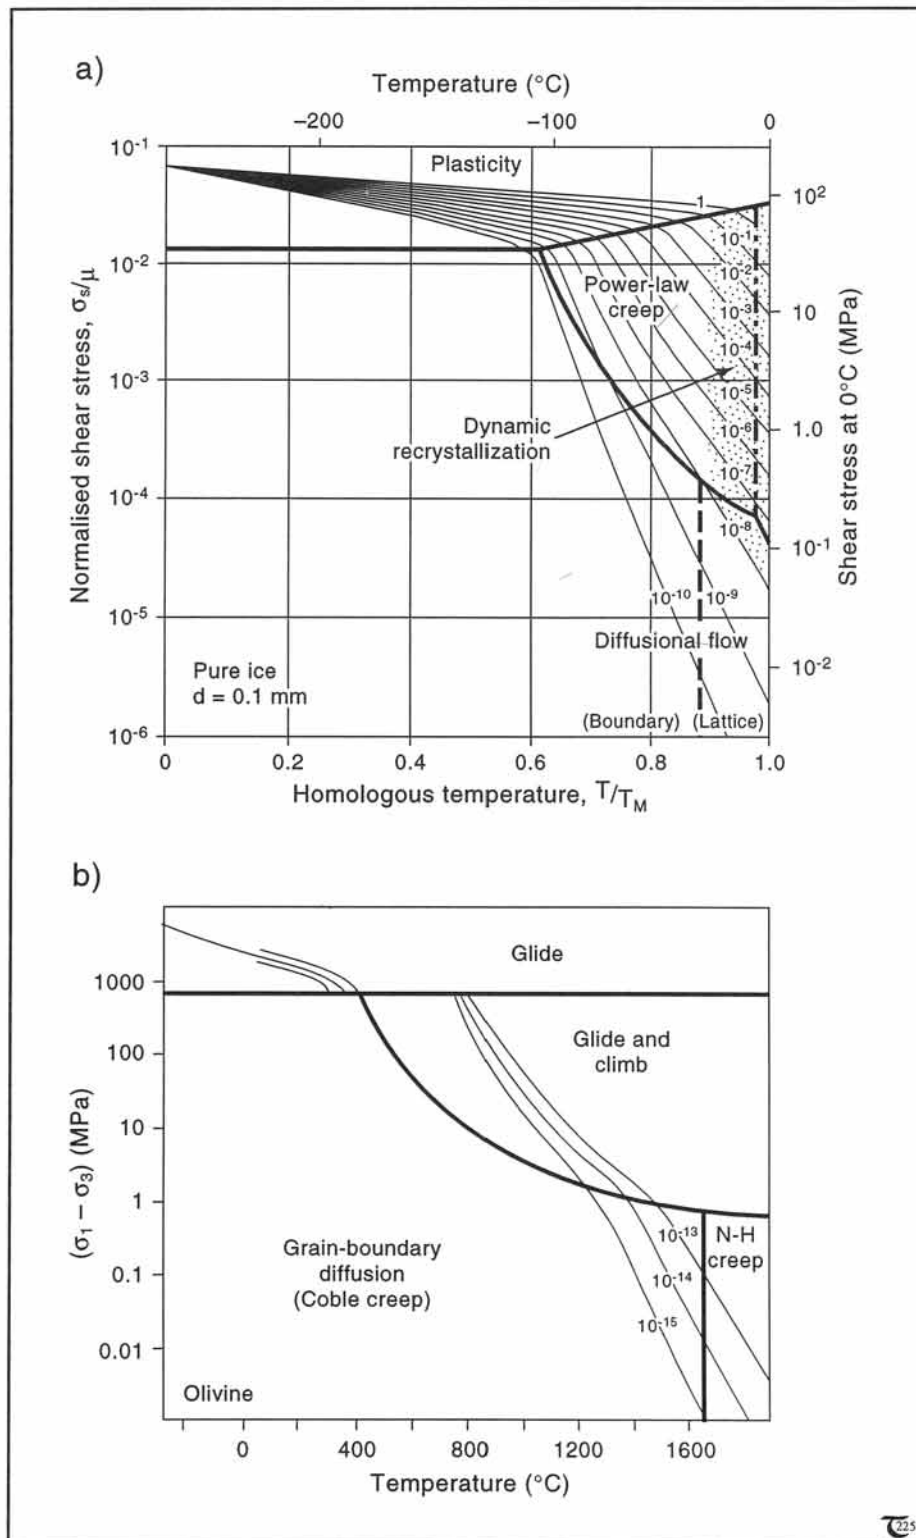 a)
Temperature (°C)
–200 –100 0
10⁻¹
10⁻²
10⁻³
10⁻⁴
10⁻⁵
10⁻⁶
Normalised shear stress, σₛ/μ
Plasticity
1
10⁻¹
10⁻²
10⁻³
10⁻⁴
10⁻⁵
10⁻⁶
10⁻⁷
10⁻⁸
10⁻⁹
10⁻¹⁰
Power-law
creep
Dynamic
recrystallization
Diffusional flow
(Boundary) (Lattice)
Pure ice
d = 0.1 mm
10²
10
1.0
10⁻¹
10⁻²
Shear stress at 0°C (MPa)
0 0.2 0.4 0.6 0.8 1.0
Homologous temperature, T/T_M
b)
1000
100
10
1
0.1
0.01
(σ₁ – σ₃) (MPa)
Glide
Glide and
climb
Grain-boundary
diffusion
(Coble creep)
N-H
creep
10⁻¹³
10⁻¹⁴
10⁻¹⁵
Olivine
0 400 800 1200 1600
Temperature (°C)
225